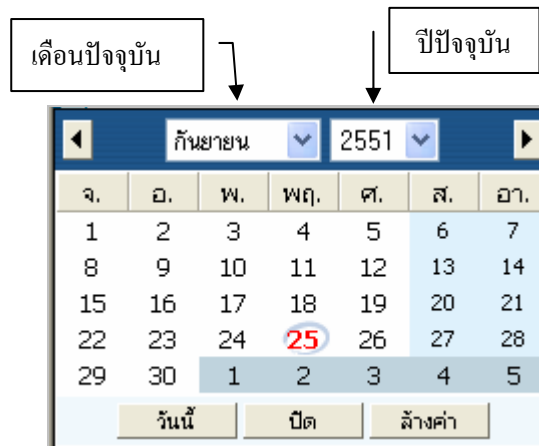 เดือนปัจจุบัน
ปีปัจจุบัน
กันยายน 2551
จ. อ. พ. พฤ. ศ. ส. อา.
1 2 3 4 5 6 7
8 9 10 11 12 13 14
15 16 17 18 19 20 21
22 23 24 25 26 27 28
29 30 1 2 3 4 5
วันนี้ ปิด ล้างค่า